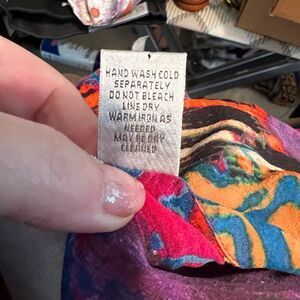 HAND WASH COLD
SEPARATELY
DO NOT BLEACH
LINE DRY
WARM IRON AS
NEEDED
MAY BE DRY
CLEANED